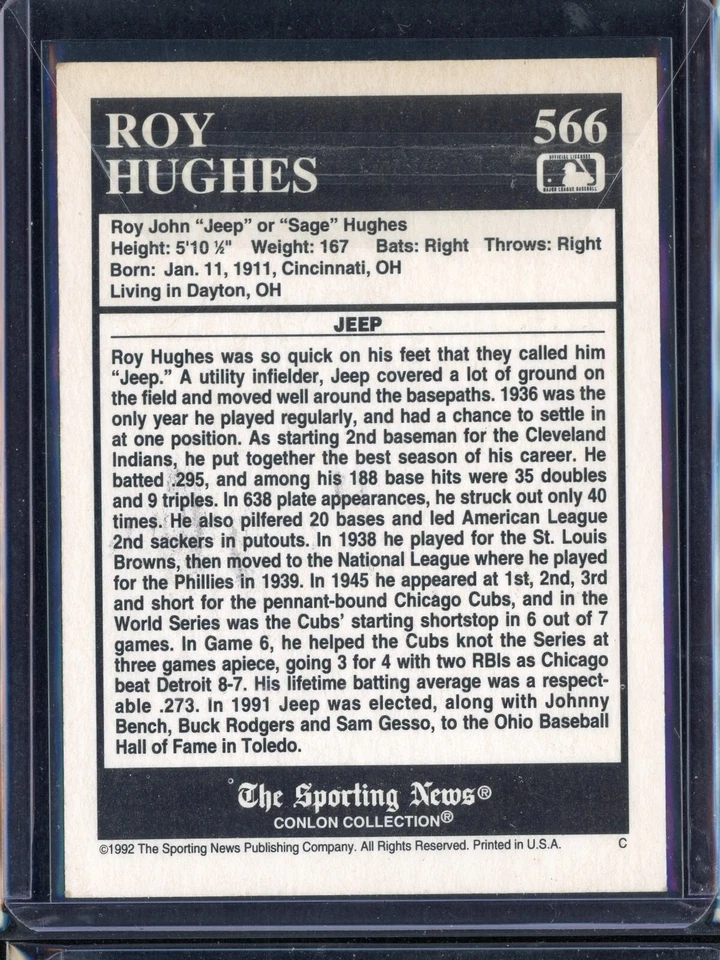 ROY
HUGHES
566
OFFICIAL LICENSEE
MAJOR LEAGUE BASEBALL
Roy John “Jeep” or “Sage” Hughes
Height: 5'10 ½" Weight: 167 Bats: Right Throws: Right
Born: Jan. 11, 1911, Cincinnati, OH
Living in Dayton, OH
JEEP
Roy Hughes was so quick on his feet that they called him
“Jeep.” A utility infielder, Jeep covered a lot of ground on
the field and moved well around the basepaths. 1936 was the
only year he played regularly, and had a chance to settle in
at one position. As starting 2nd baseman for the Cleveland
Indians, he put together the best season of his career. He
batted .295, and among his 188 base hits were 35 doubles
and 9 triples. In 638 plate appearances, he struck out only 40
times. He also pilfered 20 bases and led American League
2nd sackers in putouts. In 1938 he played for the St. Louis
Browns, then moved to the National League where he played
for the Phillies in 1939. In 1945 he appeared at 1st, 2nd, 3rd
and short for the pennant-bound Chicago Cubs, and in the
World Series was the Cubs’ starting shortstop in 6 out of 7
games. In Game 6, he helped the Cubs knot the Series at
three games apiece, going 3 for 4 with two RBIs as Chicago
beat Detroit 8-7. His lifetime batting average was a respect-
able .273. In 1991 Jeep was elected, along with Johnny
Bench, Buck Rodgers and Sam Gesso, to the Ohio Baseball
Hall of Fame in Toledo.
The Sporting News®
CONLON COLLECTION®
©1992 The Sporting News Publishing Company. All Rights Reserved. Printed in U.S.A. C